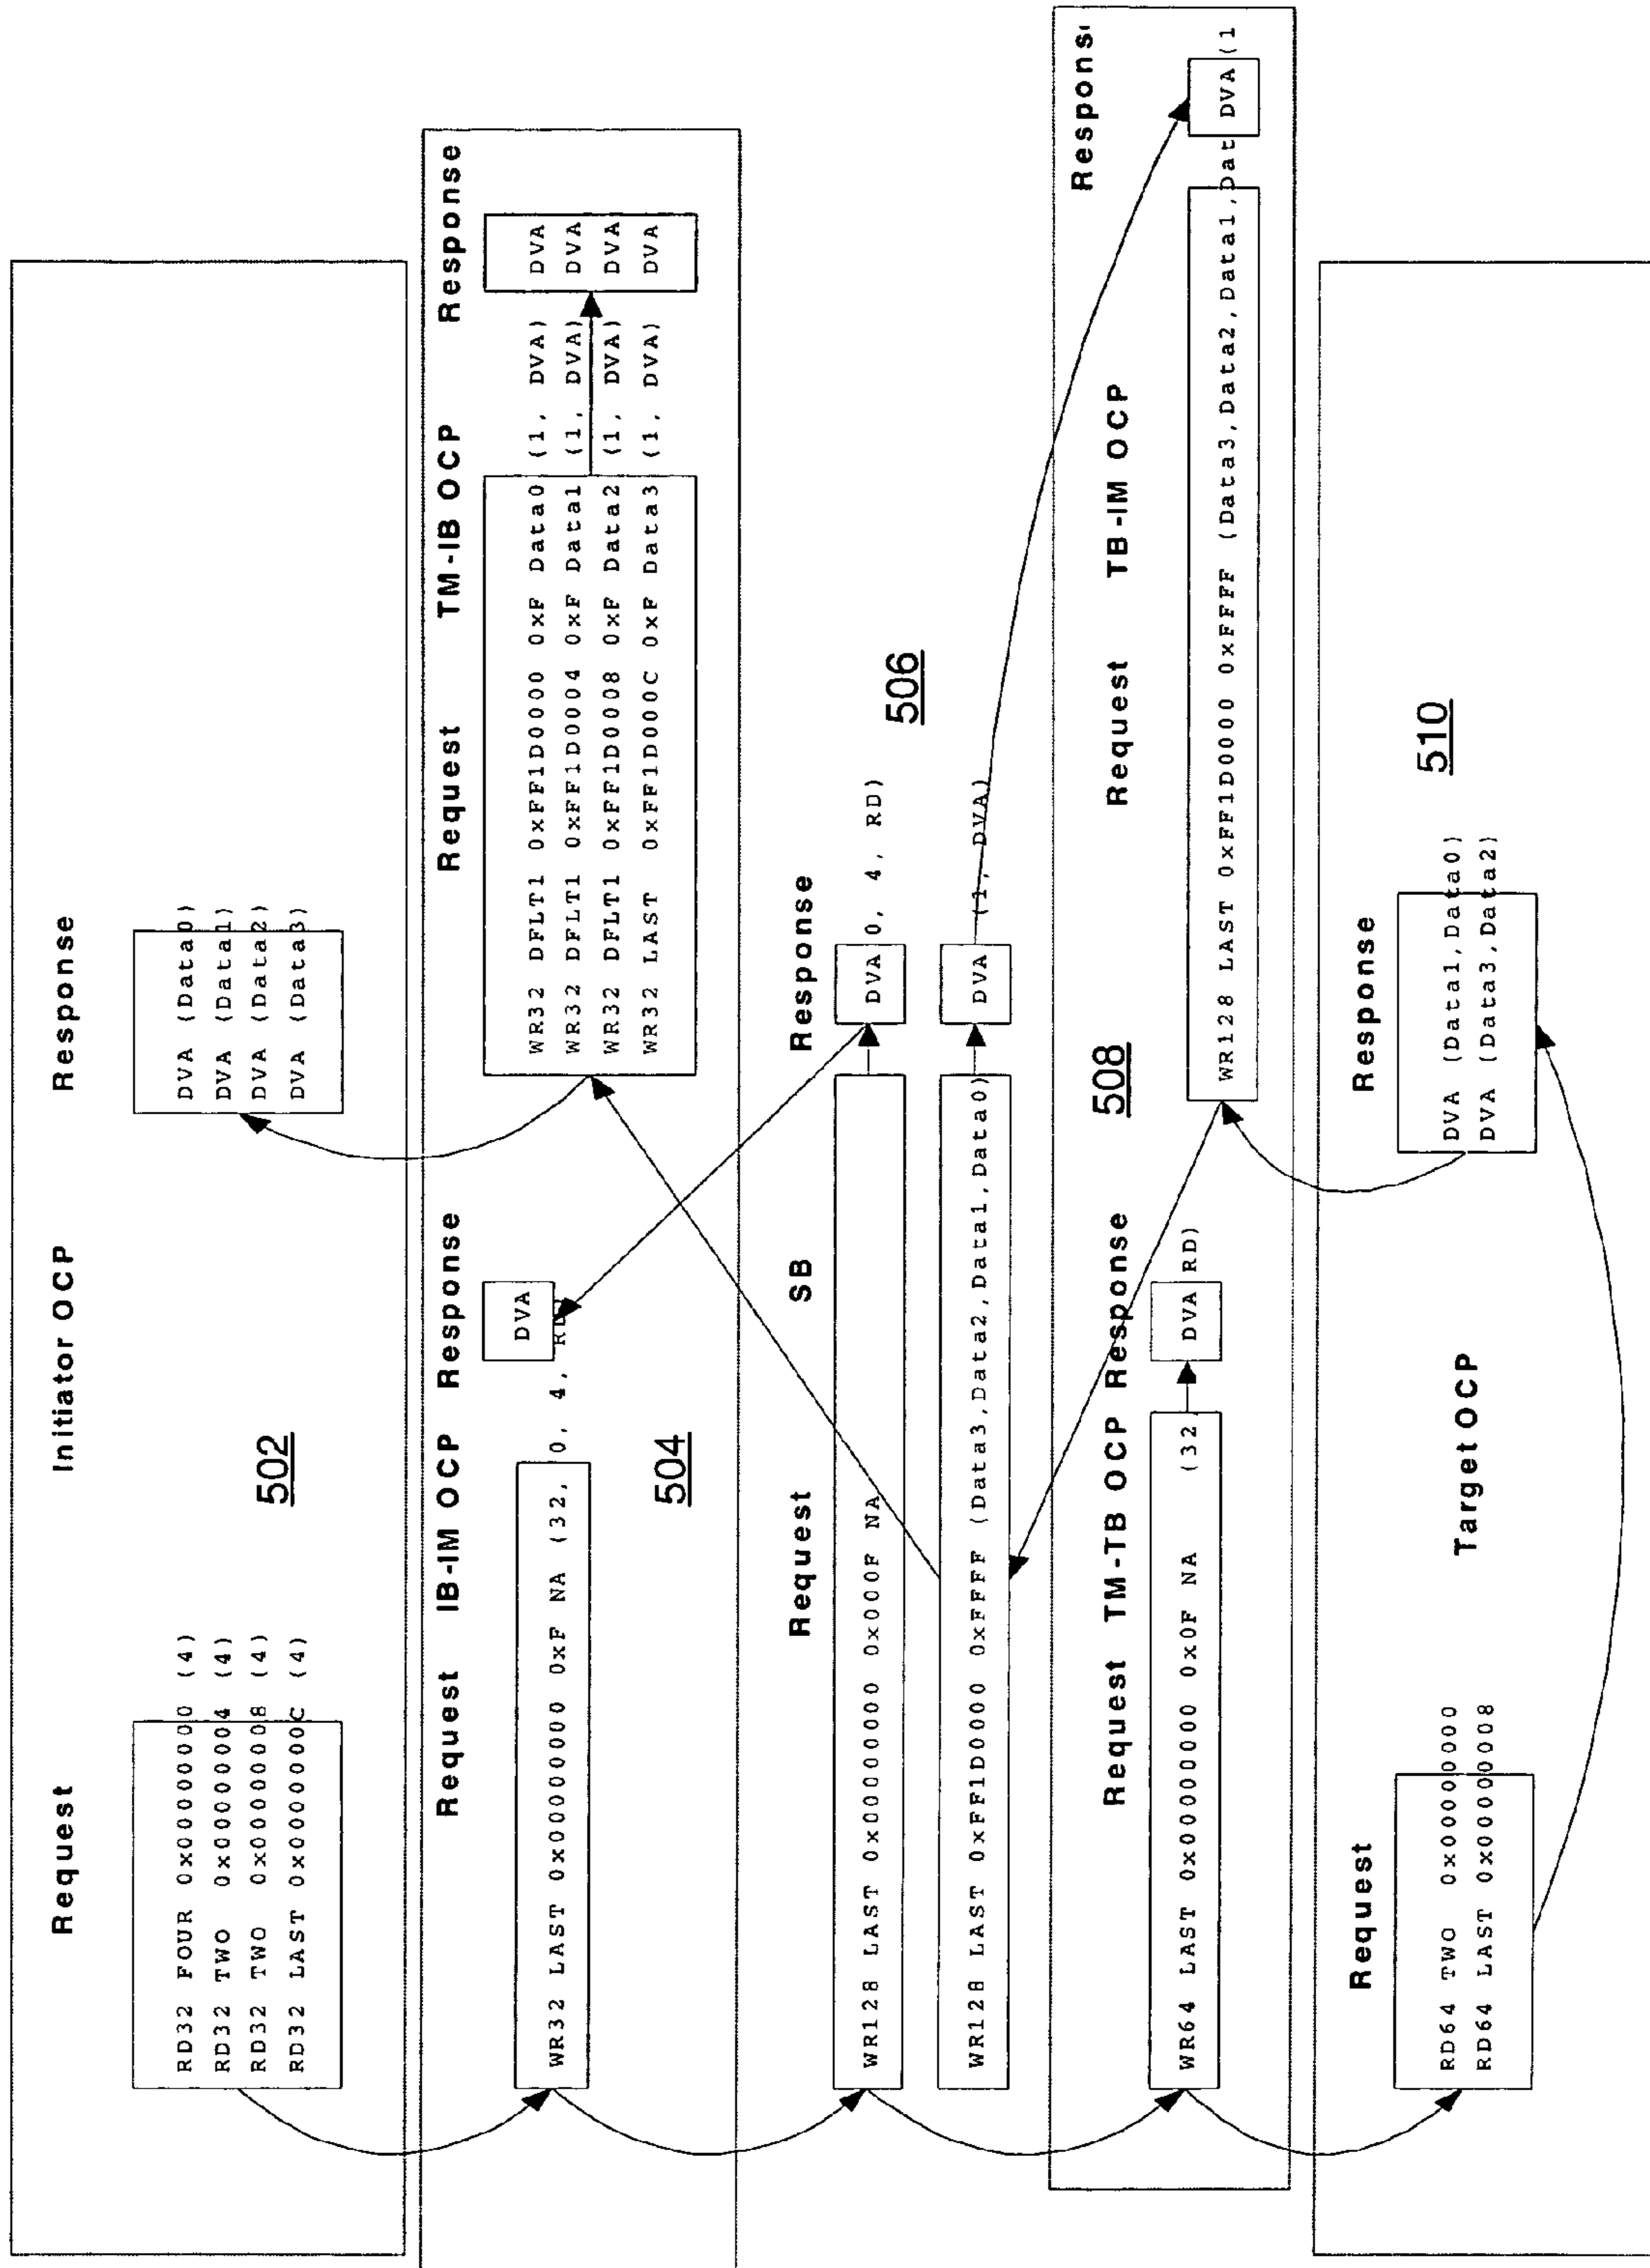 Initiator OCP
Request
Response
RD32 FOUR 0x00000000 (4)
RD32 TWO 0x00000004 (4)
RD32 TWO 0x00000008 (4)
RD32 LAST 0x0000000C (4)
DVA (Data0)
DVA (Data1)
DVA (Data2)
DVA (Data3)
502
Request IB-IM OCP Response
Request TM-IB OCP Response
WR32 LAST 0x00000000 0xF NA (32, 0, 4,
DVA
WR32 DFLT1 0xFF1D0000 0xF Data0 (1, DVA)
WR32 DFLT1 0xFF1D0004 0xF Data1 (1, DVA)
WR32 DFLT1 0xFF1D0008 0xF Data2 (1, DVA)
WR32 LAST 0xFF1D000C 0xF Data3 (1, DVA)
DVA
DVA
DVA
DVA
504
Request SB Response
506
WR128 LAST 0x00000000 0x000F NA
DVA 0, 4, RD)
WR128 LAST 0xFF1D0000 0xFFFF (Data3,Data2,Data1,Data0)
DVA (1, DVA)
Request TM-TB OCP Response
508
Request TB-IM OCP
Respons
WR64 LAST 0x00000000 0x0F NA (32
DVA RD)
WR128 LAST 0xFF1D0000 0xFFFF (Data3,Data2,Data1,Dat
DVA (1
Request
Target OCP
Response
510
RD64 TWO 0x00000000
RD64 LAST 0x00000008
DVA (Data1,Data0)
DVA (Data3,Data2)